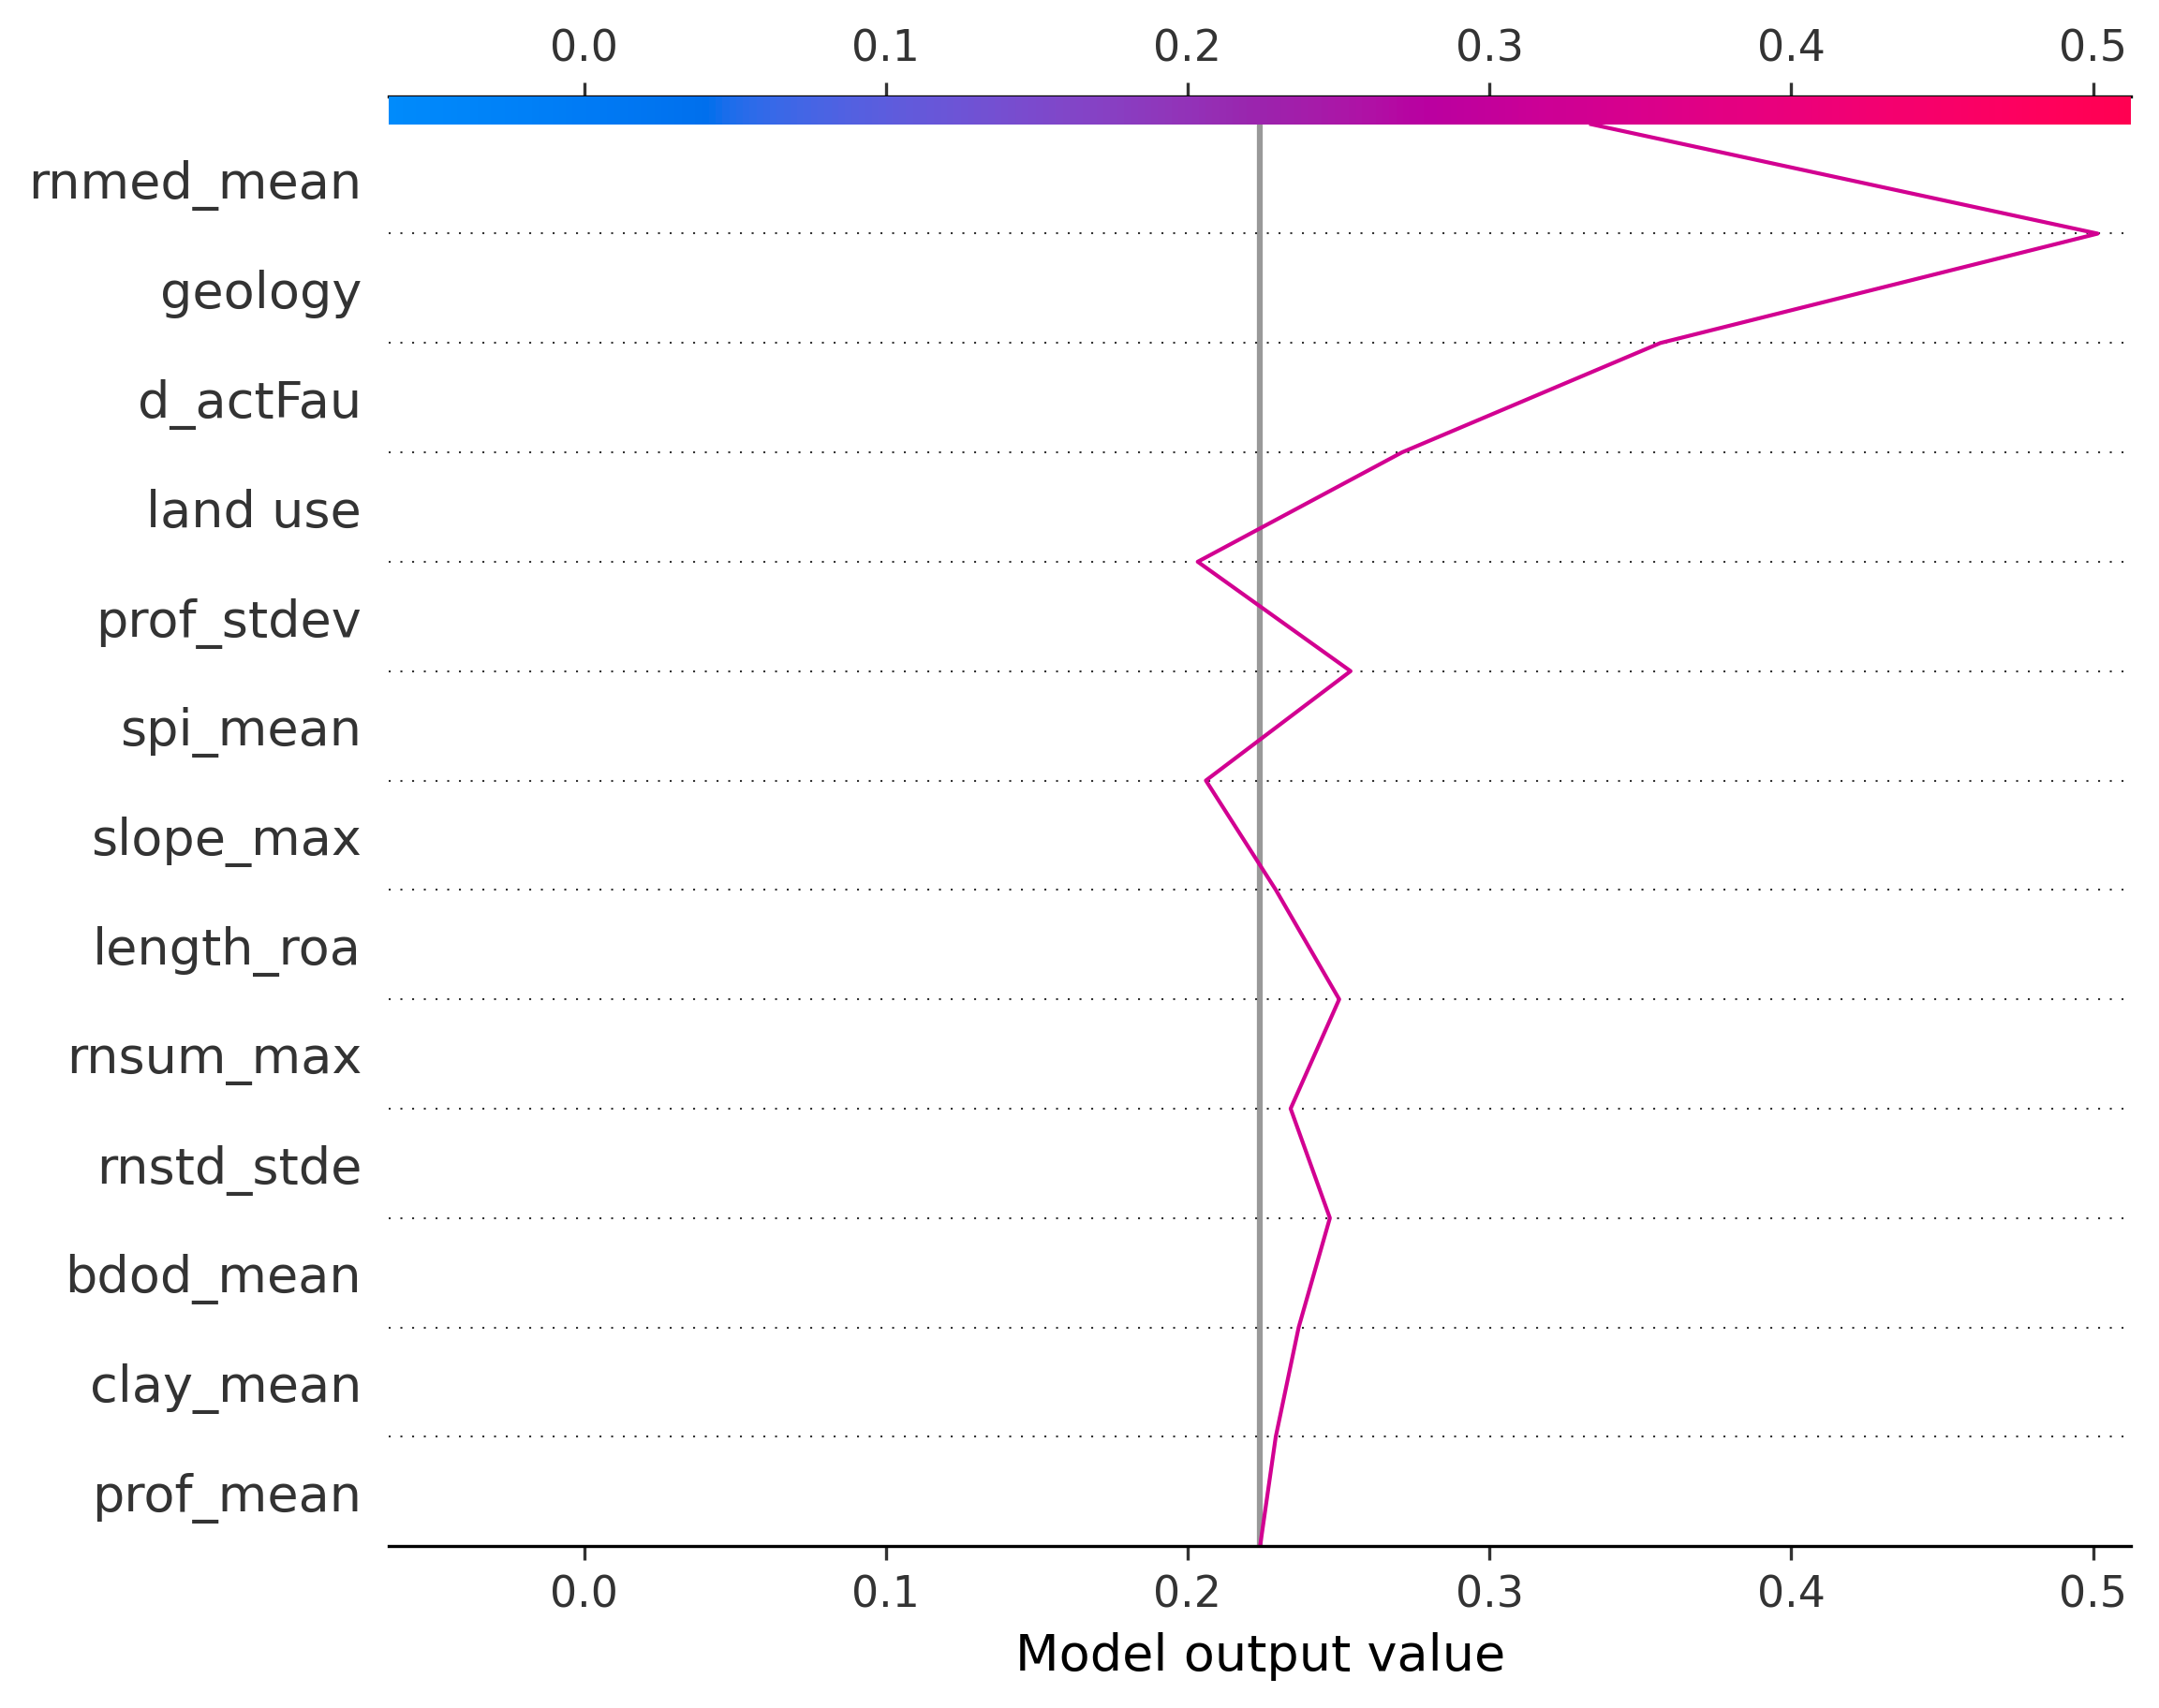 0.0 0.1 0.2 0.3 0.4 0.5
rnmed_mean
geology
d_actFau
land use
prof_stdev
spi_mean
slope_max
length_roa
rnsum_max
rnstd_stde
bdod_mean
clay_mean
prof_mean
0.0 0.1 0.2 0.3 0.4 0.5
Model output value